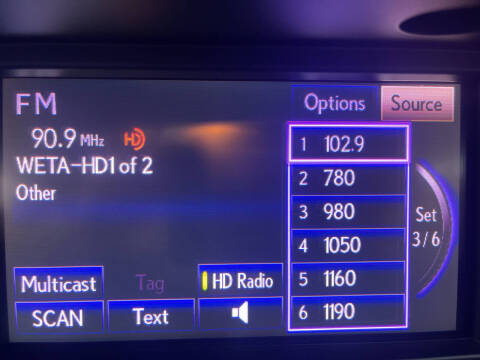 FM
90.9 MHz HD
WETA-HD1 of 2
Other
Options
Source
1 102.9
2 780
3 980
4 1050
5 1160
6 1190
Set
3/6
Multicast
Tag
HD Radio
SCAN
Text